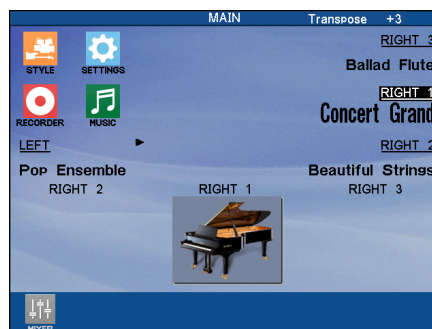 MAIN Transpose +3
RIGHT 3
Ballad Flute
STYLE SETTINGS
RIGHT 1
Concert Grand
RECORDER MUSIC
LEFT RIGHT 2
Pop Ensemble Beautiful Strings
RIGHT 2 RIGHT 1 RIGHT 3
MIXER